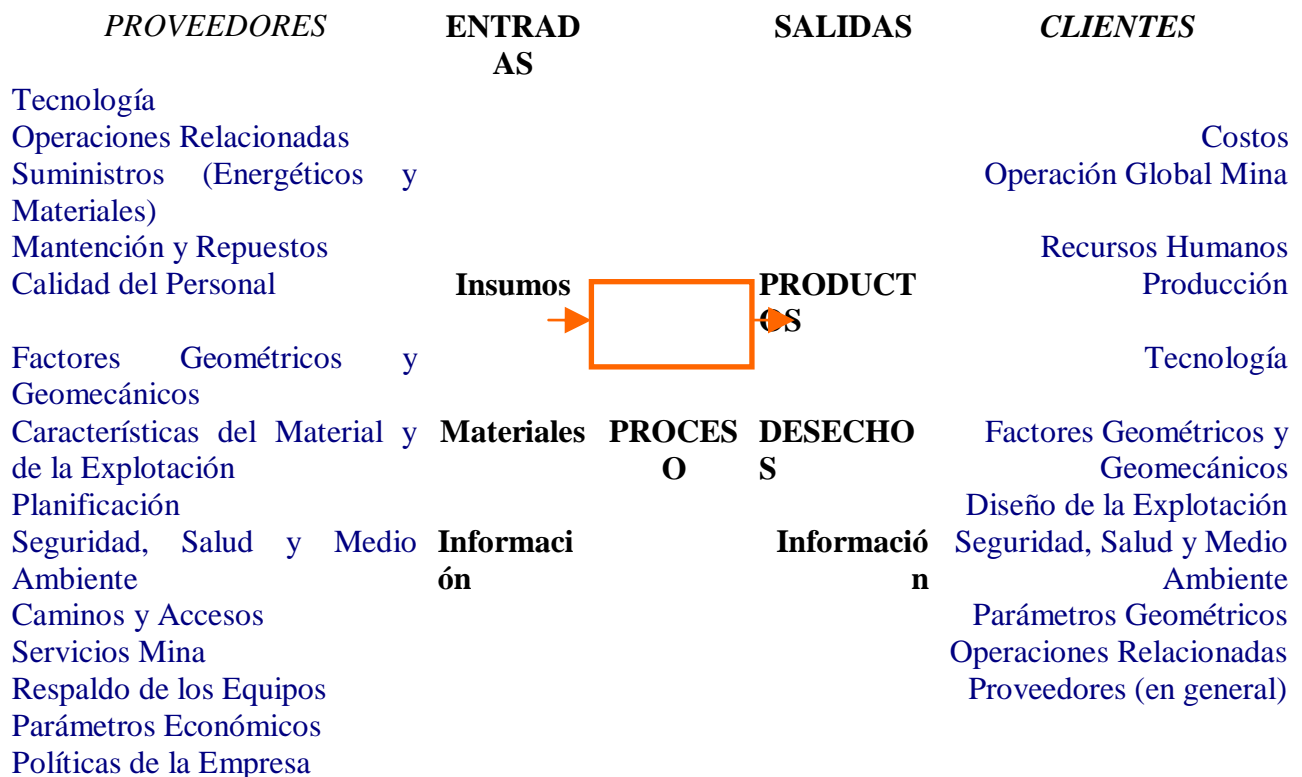 PROVEEDORES ENTRAD SALIDAS CLIENTES
AS
Tecnología
Operaciones Relacionadas Costos
Suministros (Energéticos y Operación Global Mina
Materiales)
Mantención y Repuestos Recursos Humanos
Calidad del Personal Insumos PRODUCT Producción
OS
Factores Geométricos y Tecnología
Geomecánicos
Características del Material y Materiales PROCES DESECHO Factores Geométricos y
de la Explotación O S Geomecánicos
Planificación Diseño de la Explotación
Seguridad, Salud y Medio Informaci Informació Seguridad, Salud y Medio
Ambiente ón n Ambiente
Caminos y Accesos Parámetros Geométricos
Servicios Mina Operaciones Relacionadas
Respaldo de los Equipos Proveedores (en general)
Parámetros Económicos
Políticas de la Empresa